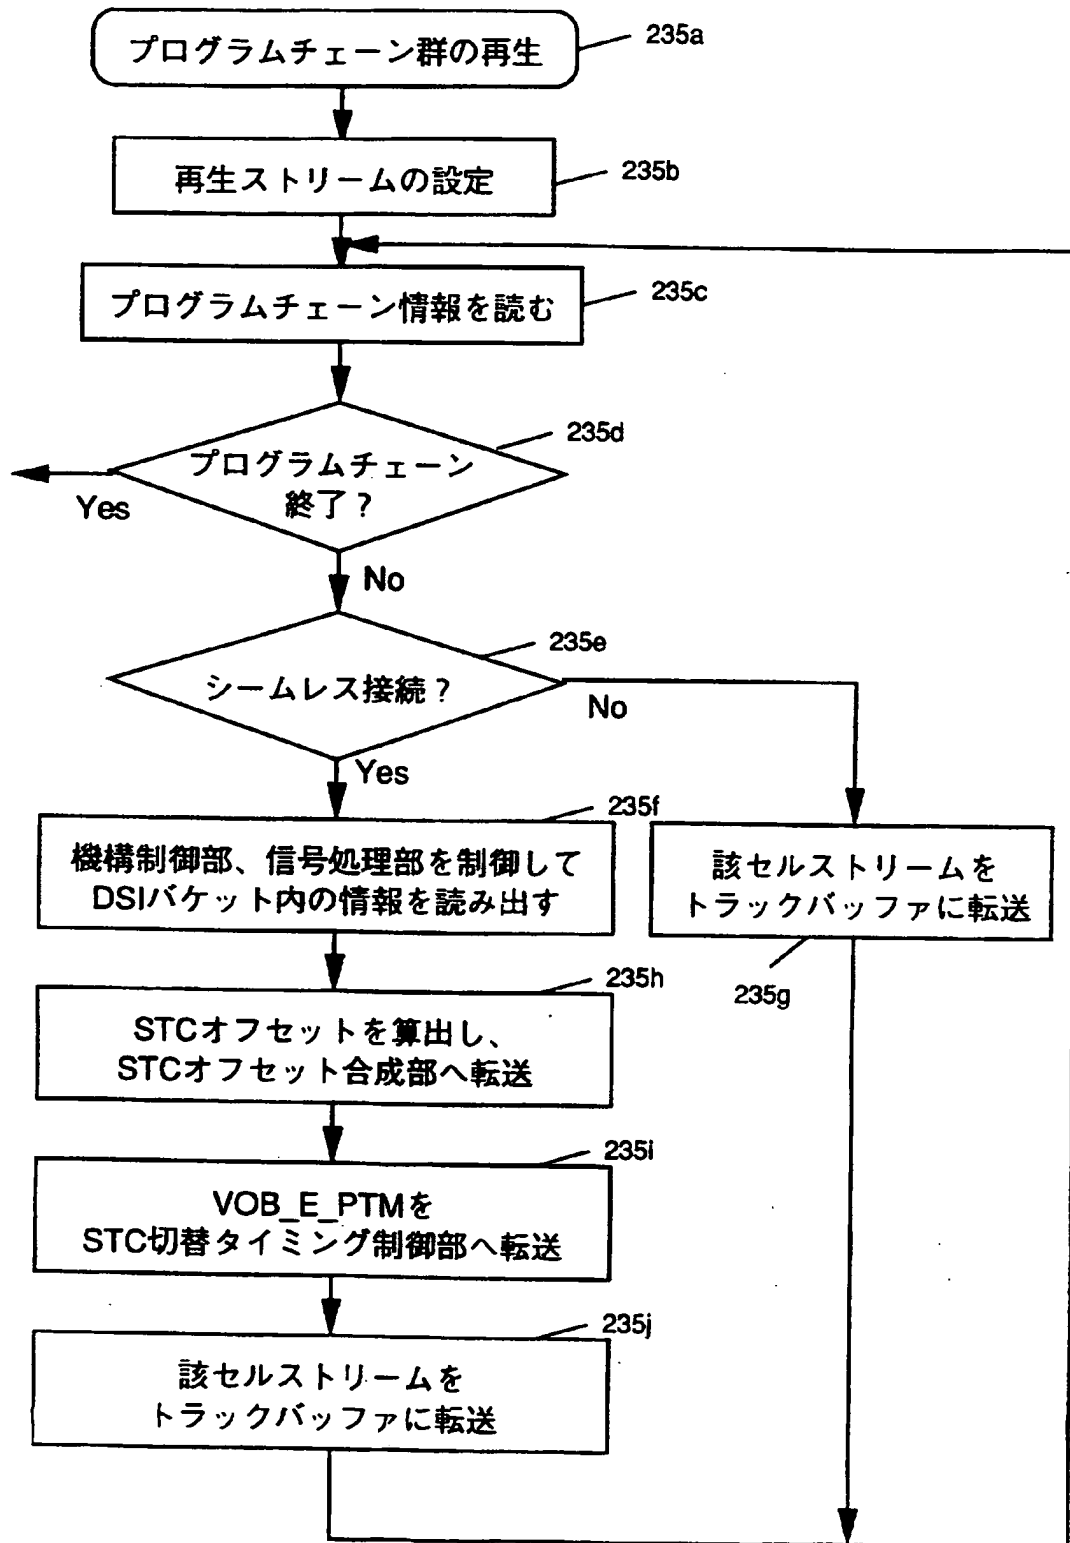 プログラムチェーン群の再生
235a
再生ストリームの設定
235b
プログラムチェーン情報を読む
235c
235d
プログラムチェーン
終了？
Yes
No
235e
シームレス接続？
No
Yes
235f
機構制御部、信号処理部を制御して
DSIパケット内の情報を読み出す
該セルストリームを
トラックバッファに転送
235g
235h
STCオフセットを算出し、
STCオフセット合成部へ転送
235i
VOB_E_PTMを
STC切替タイミング制御部へ転送
235j
該セルストリームを
トラックバッファに転送